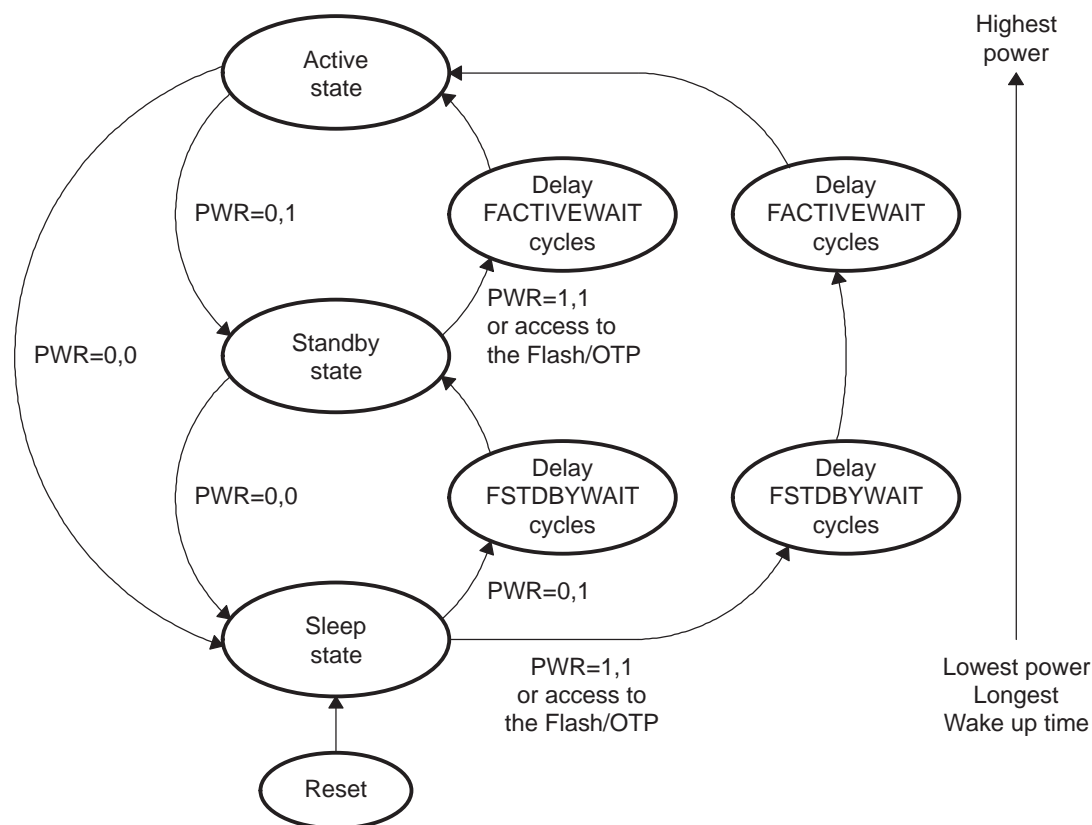 Active
state
Highest
power
Delay
FACTIVEWAIT
cycles
Delay
FACTIVEWAIT
cycles
PWR=0,1
PWR=1,1
or access to
the Flash/OTP
PWR=0,0
Standby
state
Delay
FSTDBYWAIT
cycles
Delay
FSTDBYWAIT
cycles
PWR=0,0
PWR=0,1
Sleep
state
PWR=1,1
or access to
the Flash/OTP
Lowest power
Longest
Wake up time
Reset